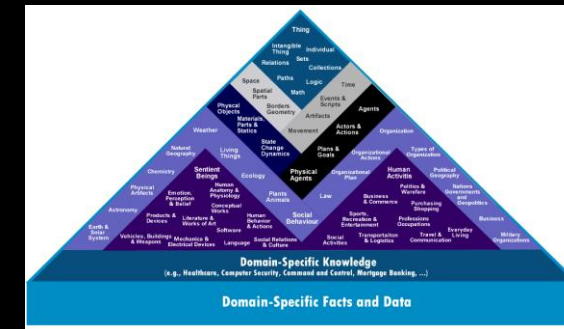 Thing
Intangible Thing
Individual
Relations
Sets
Collections
Paths
Logic
Math
Space
Spatial Parts
Borders Geometry
Time
Events & Scripts
Artifacts
Movement
Physcal Objects
Materials, Parts & Statics
State Change Dynamics
Agents
Actors & Actions
Plans & Goals
Physical Agents
Weather
Natural Geography
Living Things
Chemistry
Ecology
Physical Artifacts
Astronomy
Earth & Solar System
Plants Animals
Social Behaviour
Sentient Beings
Emotion, Perception & Belief
Human Anatomy & Physiology
Conceptual Works
Products & Devices
Literature & Works of Art
Human Behavior & Actions
Software
Vehicles, Buildings & Weapons
Mechanics & Electrical Devices
Language
Social Relations & Culture
Organization
Organizational Actions
Organizational Plan
Types of Organization
Law
Political Geography
Nations Governments and Geopolitics
Business
Military Organizations
Human Activitis
Politics & Warefare
Business & Commerce
Purchasing Shopping
Sports, Recreation & Entertainment
Professions Occupations
Social Activities
Transportaiton & Logistics
Travel & Communication
Everyday Living
Domain-Specific Knowledge
(e.g., Healthcare, Computer Security, Command and Control, Mortgage Banking, ...)
Domain-Specific Facts and Data